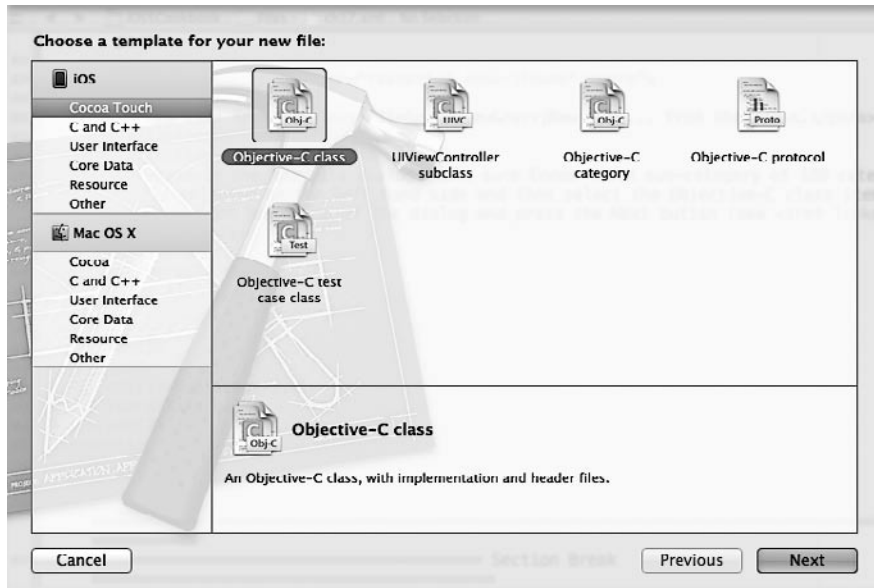 Choose a template for your new file:
iOS
Cocoa Touch
C and C++
User Interface
Core Data
Resource
Other
Mac OS X
Cocoa
C and C++
User Interface
Core Data
Resource
Other
Obj-C
UIVC
Obj-C
Proto
Objective-C class
UIViewController
subclass
Objective-C
category
Objective-C protocol
Test
Objective-C test
case class
Obj-C
Objective-C class
An Objective-C class, with implementation and header files.
Cancel
Section Break
Previous
Next